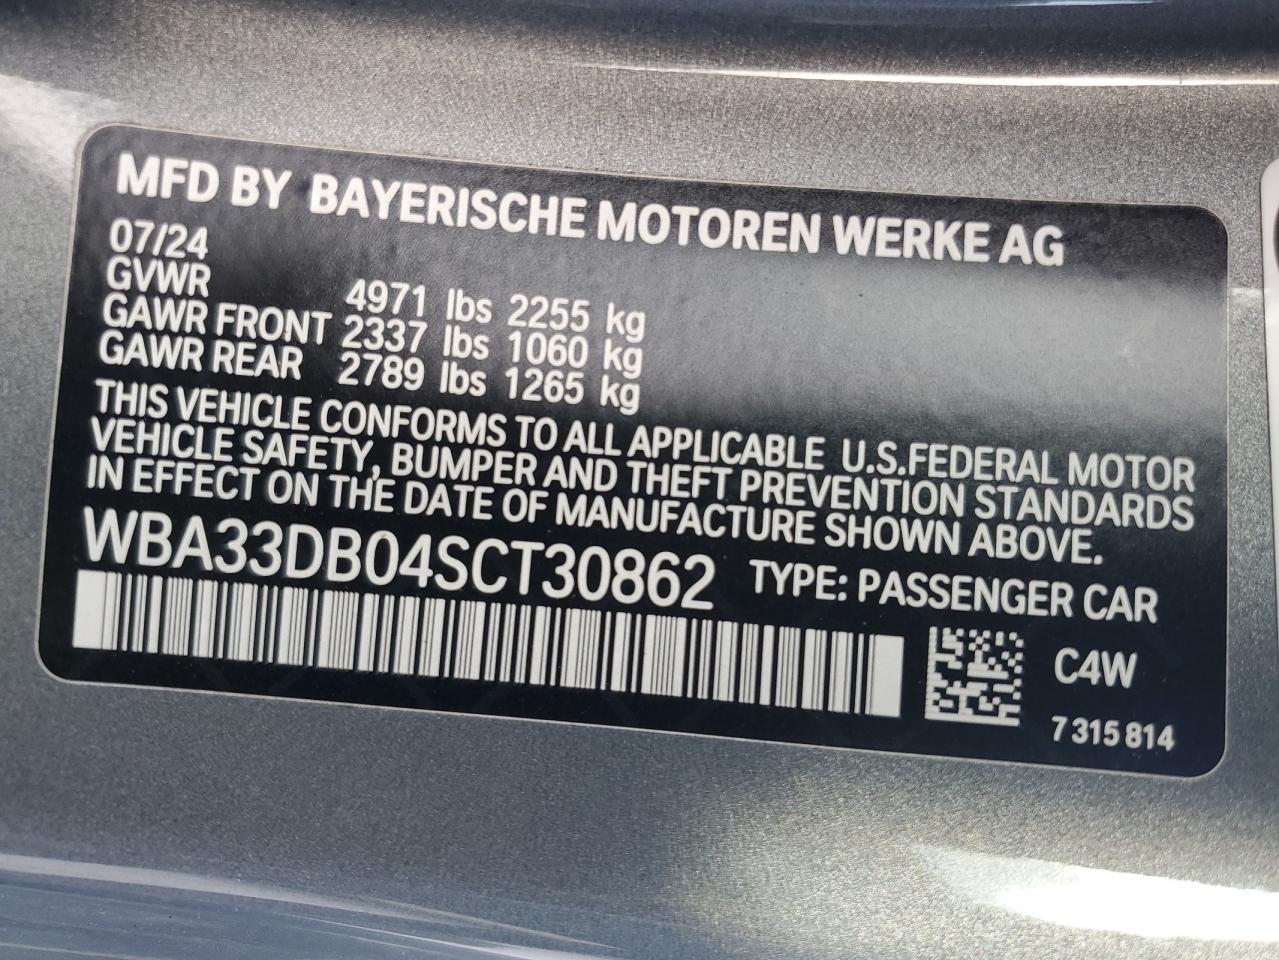 MFD BY BAYERISCHE MOTOREN WERKE AG
07/24
GVWR 4971 lbs 2255 kg
GAWR FRONT 2337 lbs 1060 kg
GAWR REAR 2789 lbs 1265 kg
THIS VEHICLE CONFORMS TO ALL APPLICABLE U.S.FEDERAL MOTOR
VEHICLE SAFETY, BUMPER AND THEFT PREVENTION STANDARDS
IN EFFECT ON THE DATE OF MANUFACTURE SHOWN ABOVE.
WBA33DB04SCT30862 TYPE: PASSENGER CAR
C4W
7 315 814